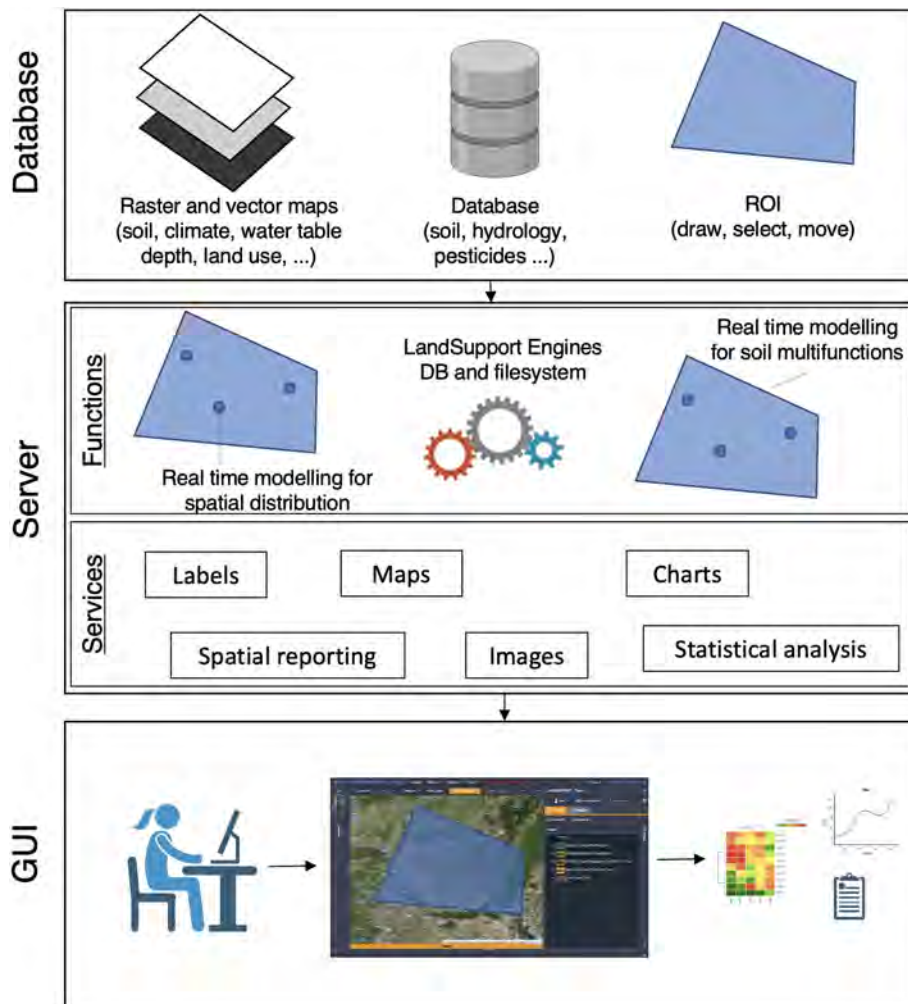 Database
Raster and vector maps
(soil, climate, water table
depth, land use, ...)
Database
(soil, hydrology,
pesticides ...)
ROI
(draw, select, move)
Server
Functions
Real time modelling for
spatial distribution
LandSupport Engines
DB and filesystem
Real time modelling
for soil multifunctions
Services
Labels
Maps
Charts
Spatial reporting
Images
Statistical analysis
GUI